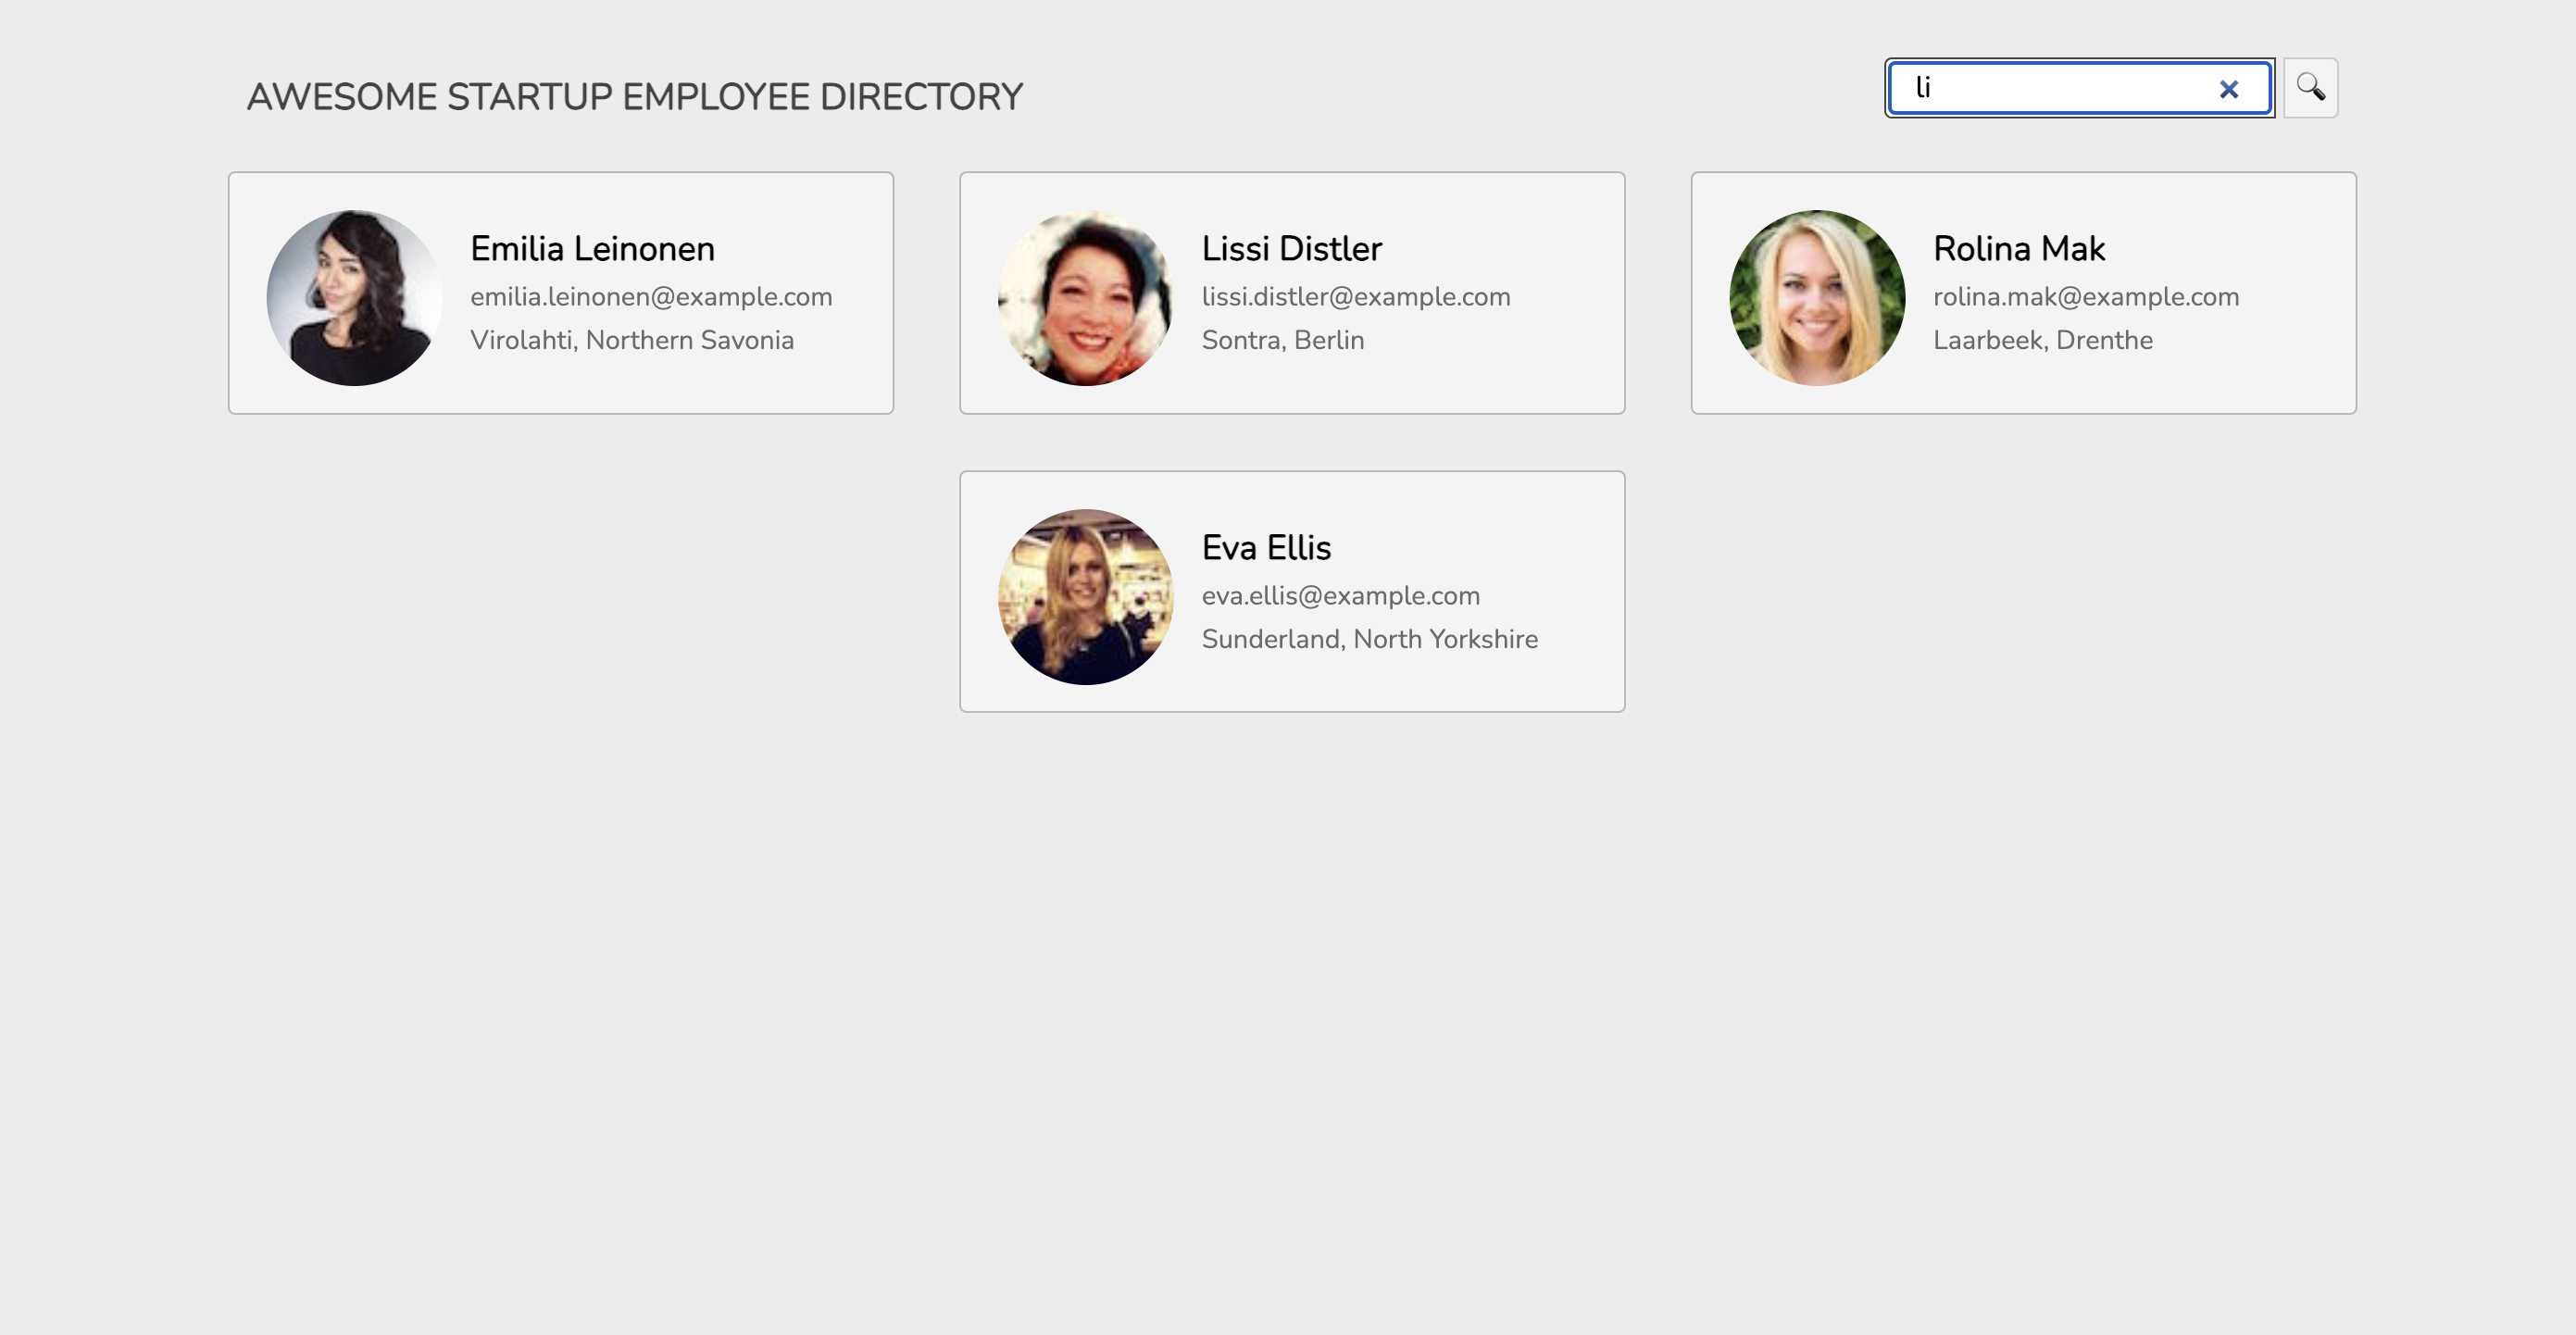 AWESOME STARTUP EMPLOYEE DIRECTORY
li
Emilia Leinonen
emilia.leinonen@example.com
Virolahti, Northern Savonia
Lissi Distler
lissi.distler@example.com
Sontra, Berlin
Rolina Mak
rolina.mak@example.com
Laarbeek, Drenthe
Eva Ellis
eva.ellis@example.com
Sunderland, North Yorkshire